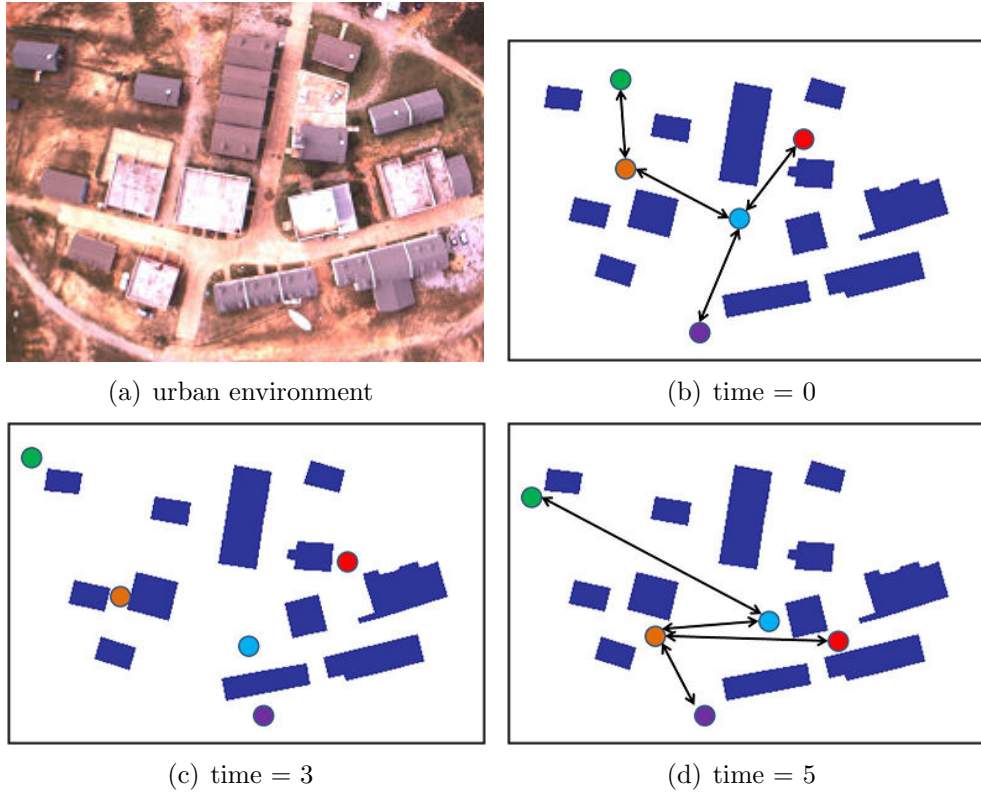 (a) urban environment
(b) time = 0
(c) time = 3
(d) time = 5